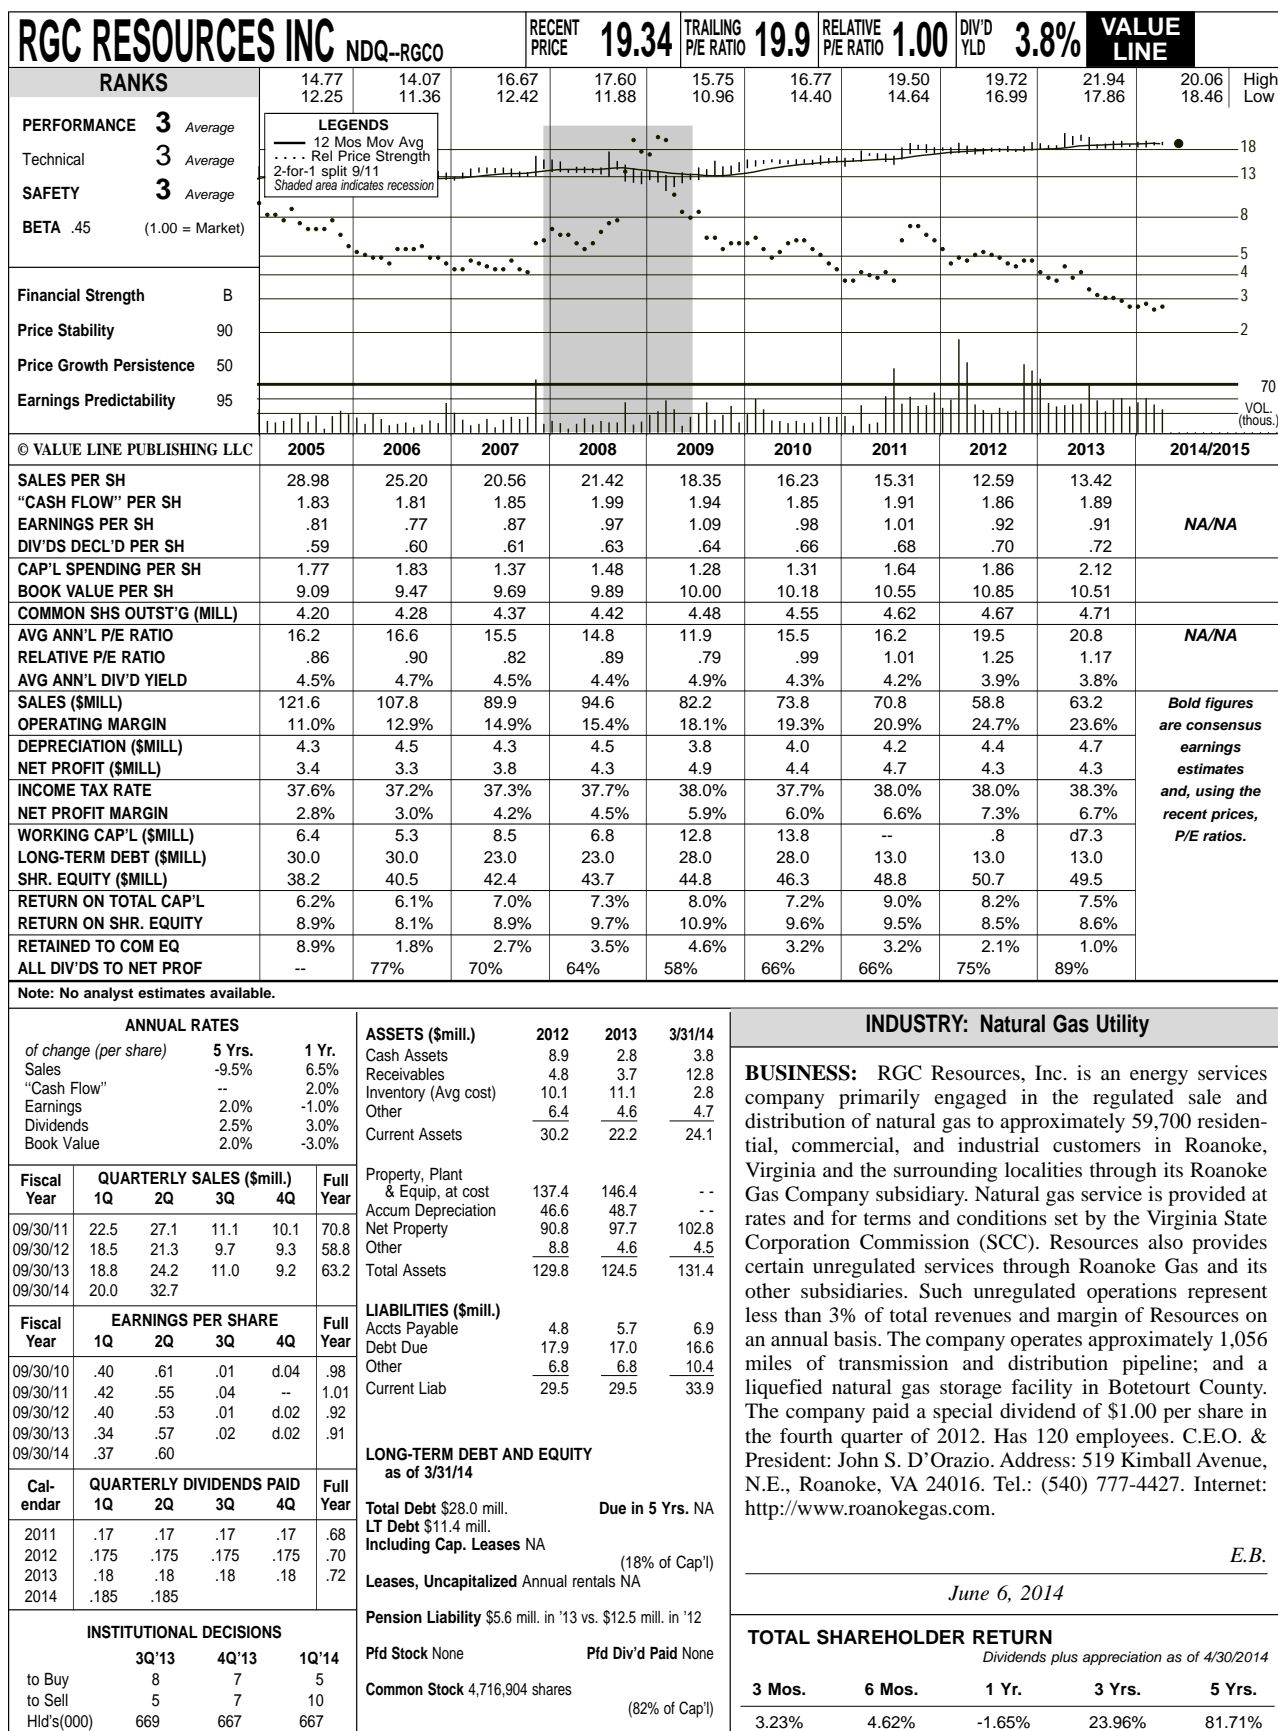 RGC RESOURCES INC NDQ--RGCO
RECENT PRICE 19.34 TRAILING P/E RATIO 19.9 RELATIVE P/E RATIO 1.00 DIV'D YLD 3.8% VALUE LINE
RANKS
PERFORMANCE 3 Average
Technical 3 Average
SAFETY 3 Average
BETA .45 (1.00 = Market)
Financial Strength B
Price Stability 90
Price Growth Persistence 50
Earnings Predictability 95
14.77 14.07 16.67 17.60 15.75 16.77 19.50 19.72 21.94 20.06 High
12.25 11.36 12.42 11.88 10.96 14.40 14.64 16.99 17.86 18.46 Low
LEGENDS
12 Mos Mov Avg
. . . . Rel Price Strength
2-for-1 split 9/11
Shaded area indicates recession
18
13
8
5
4
3
2
70
VOL.
(thous.)
© VALUE LINE PUBLISHING LLC 2005 2006 2007 2008 2009 2010 2011 2012 2013 2014/2015
SALES PER SH 28.98 25.20 20.56 21.42 18.35 16.23 15.31 12.59 13.42
“CASH FLOW” PER SH 1.83 1.81 1.85 1.99 1.94 1.85 1.91 1.86 1.89
EARNINGS PER SH .81 .77 .87 .97 1.09 .98 1.01 .92 .91 NA/NA
DIV'DS DECL'D PER SH .59 .60 .61 .63 .64 .66 .68 .70 .72
CAP'L SPENDING PER SH 1.77 1.83 1.37 1.48 1.28 1.31 1.64 1.86 2.12
BOOK VALUE PER SH 9.09 9.47 9.69 9.89 10.00 10.18 10.55 10.85 10.51
COMMON SHS OUTST'G (MILL) 4.20 4.28 4.37 4.42 4.48 4.55 4.62 4.67 4.71
AVG ANN'L P/E RATIO 16.2 16.6 15.5 14.8 11.9 15.5 16.2 19.5 20.8 NA/NA
RELATIVE P/E RATIO .86 .90 .82 .89 .79 .99 1.01 1.25 1.17
AVG ANN'L DIV'D YIELD 4.5% 4.7% 4.5% 4.4% 4.9% 4.3% 4.2% 3.9% 3.8%
SALES ($MILL) 121.6 107.8 89.9 94.6 82.2 73.8 70.8 58.8 63.2 Bold figures
OPERATING MARGIN 11.0% 12.9% 14.9% 15.4% 18.1% 19.3% 20.9% 24.7% 23.6% are consensus
DEPRECIATION ($MILL) 4.3 4.5 4.3 4.5 3.8 4.0 4.2 4.4 4.7 earnings
NET PROFIT ($MILL) 3.4 3.3 3.8 4.3 4.9 4.4 4.7 4.3 4.3 estimates
INCOME TAX RATE 37.6% 37.2% 37.3% 37.7% 38.0% 37.7% 38.0% 38.0% 38.3% and, using the
NET PROFIT MARGIN 2.8% 3.0% 4.2% 4.5% 5.9% 6.0% 6.6% 7.3% 6.7% recent prices,
WORKING CAP'L ($MILL) 6.4 5.3 8.5 6.8 12.8 13.8 -- .8 d7.3 P/E ratios.
LONG-TERM DEBT ($MILL) 30.0 30.0 23.0 23.0 28.0 28.0 13.0 13.0 13.0
SHR. EQUITY ($MILL) 38.2 40.5 42.4 43.7 44.8 46.3 48.8 50.7 49.5
RETURN ON TOTAL CAP'L 6.2% 6.1% 7.0% 7.3% 8.0% 7.2% 9.0% 8.2% 7.5%
RETURN ON SHR. EQUITY 8.9% 8.1% 8.9% 9.7% 10.9% 9.6% 9.5% 8.5% 8.6%
RETAINED TO COM EQ 8.9% 1.8% 2.7% 3.5% 4.6% 3.2% 3.2% 2.1% 1.0%
ALL DIV'DS TO NET PROF -- 77% 70% 64% 58% 66% 66% 75% 89%
Note: No analyst estimates available.
ANNUAL RATES
of change (per share) 5 Yrs. 1 Yr.
Sales -9.5% 6.5%
“Cash Flow” -- 2.0%
Earnings 2.0% -1.0%
Dividends 2.5% 3.0%
Book Value 2.0% -3.0%
Fiscal Year QUARTERLY SALES ($mill.) Full Year
1Q 2Q 3Q 4Q
09/30/11 22.5 27.1 11.1 10.1 70.8
09/30/12 18.5 21.3 9.7 9.3 58.8
09/30/13 18.8 24.2 11.0 9.2 63.2
09/30/14 20.0 32.7
Fiscal Year EARNINGS PER SHARE Full Year
1Q 2Q 3Q 4Q
09/30/10 .40 .61 .01 d.04 .98
09/30/11 .42 .55 .04 -- 1.01
09/30/12 .40 .53 .01 d.02 .92
09/30/13 .34 .57 .02 d.02 .91
09/30/14 .37 .60
Cal-endar QUARTERLY DIVIDENDS PAID Full Year
1Q 2Q 3Q 4Q
2011 .17 .17 .17 .17 .68
2012 .175 .175 .175 .175 .70
2013 .18 .18 .18 .18 .72
2014 .185 .185
INSTITUTIONAL DECISIONS
3Q'13 4Q'13 1Q'14
to Buy 8 7 5
to Sell 5 7 10
Hld's(000) 669 667 667
ASSETS ($mill.) 2012 2013 3/31/14
Cash Assets 8.9 2.8 3.8
Receivables 4.8 3.7 12.8
Inventory (Avg cost) 10.1 11.1 2.8
Other 6.4 4.6 4.7
Current Assets 30.2 22.2 24.1
Property, Plant
& Equip, at cost 137.4 146.4 - -
Accum Depreciation 46.6 48.7 - -
Net Property 90.8 97.7 102.8
Other 8.8 4.6 4.5
Total Assets 129.8 124.5 131.4
LIABILITIES ($mill.)
Accts Payable 4.8 5.7 6.9
Debt Due 17.9 17.0 16.6
Other 6.8 6.8 10.4
Current Liab 29.5 29.5 33.9
LONG-TERM DEBT AND EQUITY
as of 3/31/14
Total Debt $28.0 mill. Due in 5 Yrs. NA
LT Debt $11.4 mill.
Including Cap. Leases NA
(18% of Cap'l)
Leases, Uncapitalized Annual rentals NA
Pension Liability $5.6 mill. in '13 vs. $12.5 mill. in '12
Pfd Stock None Pfd Div'd Paid None
Common Stock 4,716,904 shares
(82% of Cap'l)
INDUSTRY: Natural Gas Utility
BUSINESS: RGC Resources, Inc. is an energy services
company primarily engaged in the regulated sale and
distribution of natural gas to approximately 59,700 residen-
tial, commercial, and industrial customers in Roanoke,
Virginia and the surrounding localities through its Roanoke
Gas Company subsidiary. Natural gas service is provided at
rates and for terms and conditions set by the Virginia State
Corporation Commission (SCC). Resources also provides
certain unregulated services through Roanoke Gas and its
other subsidiaries. Such unregulated operations represent
less than 3% of total revenues and margin of Resources on
an annual basis. The company operates approximately 1,056
miles of transmission and distribution pipeline; and a
liquefied natural gas storage facility in Botetourt County.
The company paid a special dividend of $1.00 per share in
the fourth quarter of 2012. Has 120 employees. C.E.O. &
President: John S. D'Orazio. Address: 519 Kimball Avenue,
N.E., Roanoke, VA 24016. Tel.: (540) 777-4427. Internet:
http://www.roanokegas.com.
E.B.
June 6, 2014
TOTAL SHAREHOLDER RETURN
Dividends plus appreciation as of 4/30/2014
3 Mos. 6 Mos. 1 Yr. 3 Yrs. 5 Yrs.
3.23% 4.62% -1.65% 23.96% 81.71%